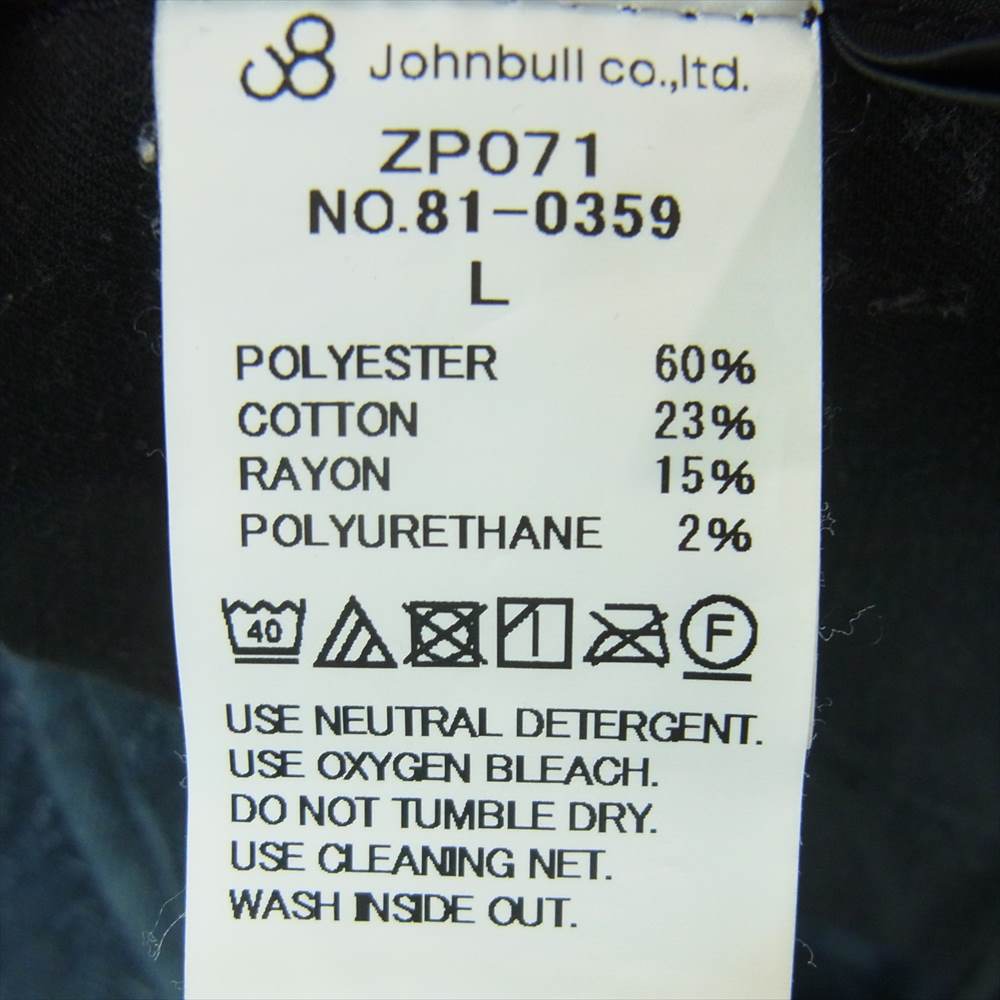 Johnbull co.,ltd.
ZP071
NO.81-0359
L
POLYESTER 60%
COTTON 23%
RAYON 15%
POLYURETHANE 2%
40 F
USE NEUTRAL DETERGENT.
USE OXYGEN BLEACH.
DO NOT TUMBLE DRY.
USE CLEANING NET.
WASH INSIDE OUT.